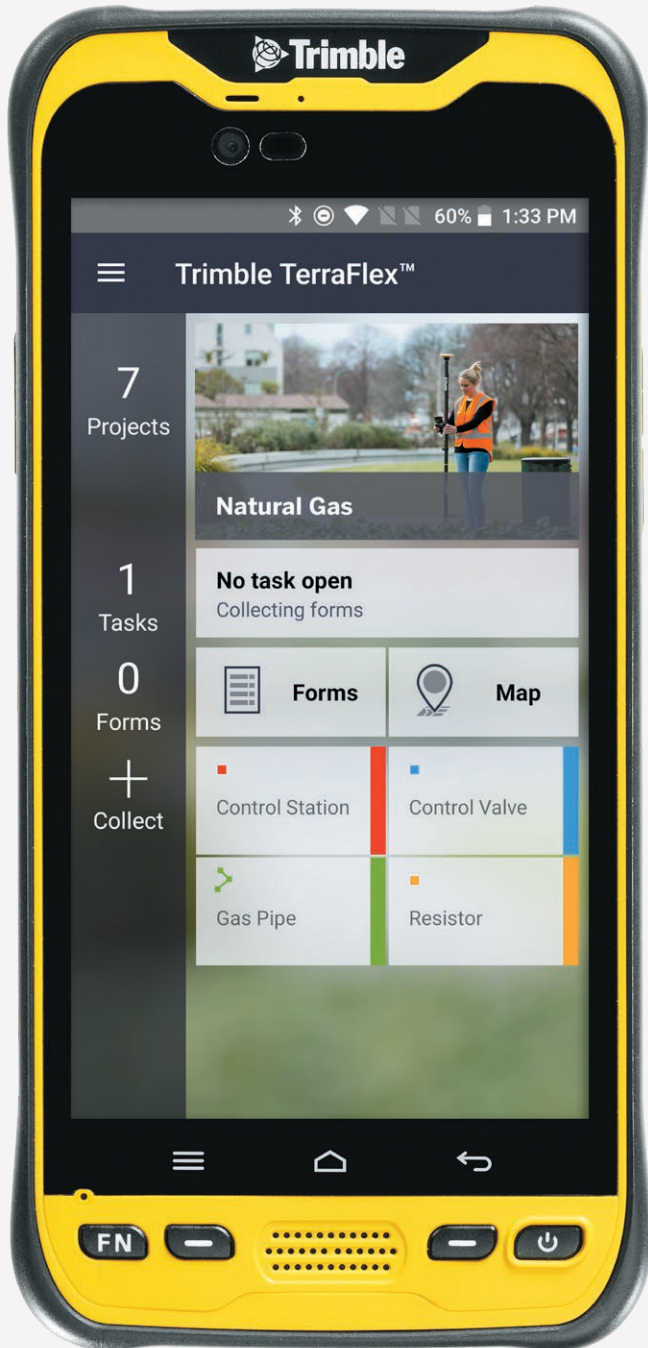 Trimble
60% 1:33 PM
Trimble TerraFlex™
7
Projects
Natural Gas
1
Tasks
No task open
Collecting forms
0
Forms
Forms
Map
Collect
Control Station
Control Valve
Gas Pipe
Resistor
FN